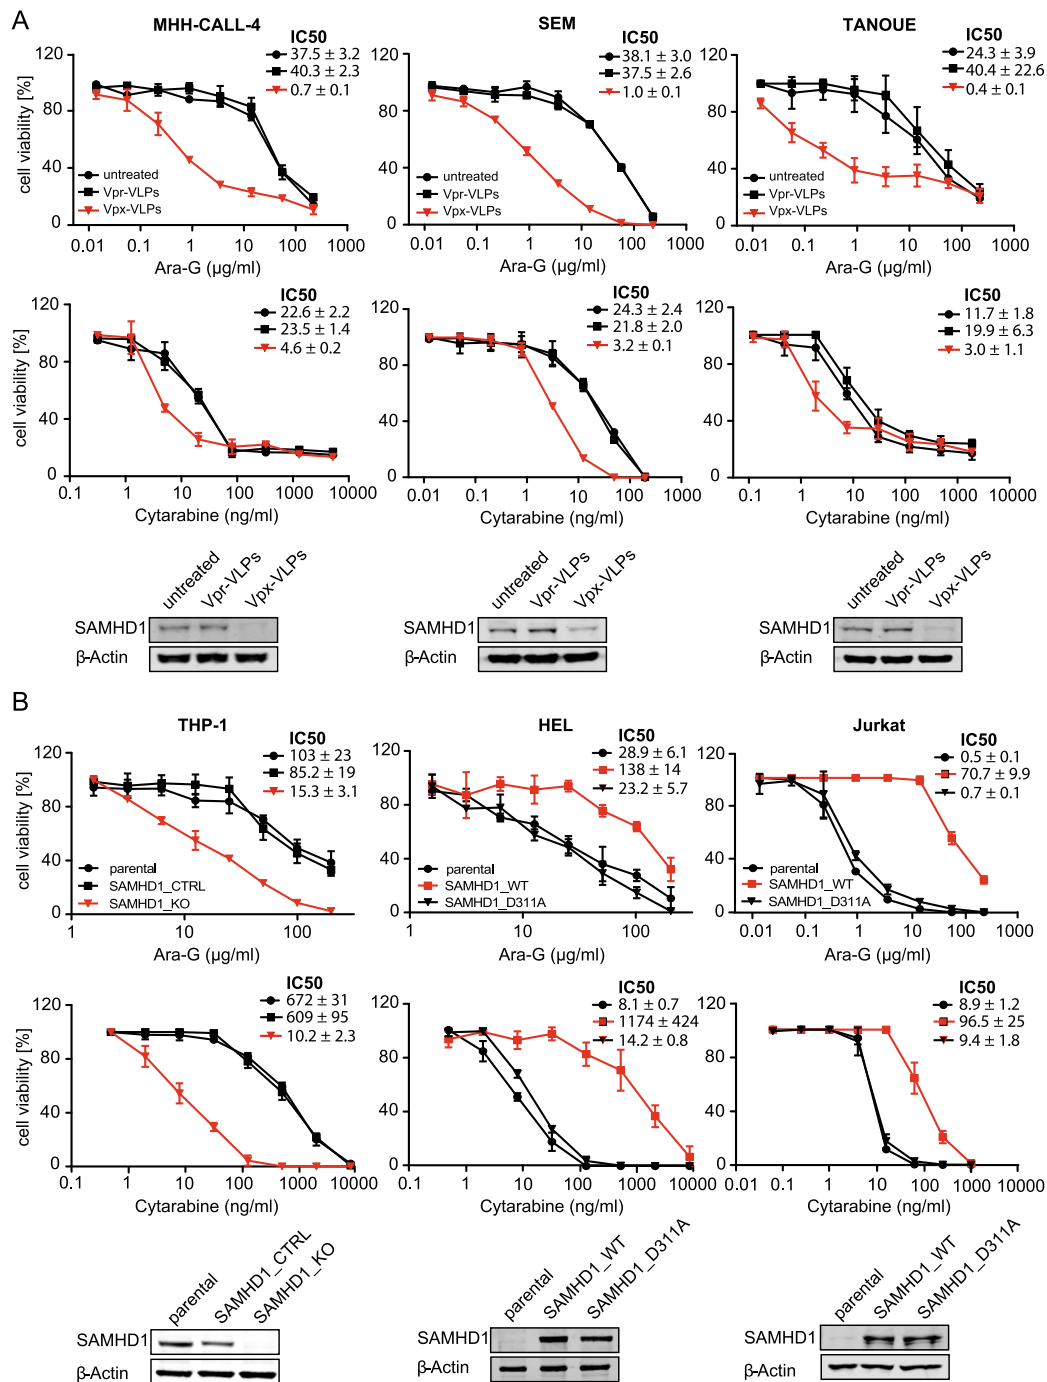 A
MHH-CALL-4
SEM
TANOUE
IC50
37.5 ± 3.2
40.3 ± 2.3
0.7 ± 0.1
IC50
38.1 ± 3.0
37.5 ± 2.6
1.0 ± 0.1
IC50
24.3 ± 3.9
40.4 ± 22.6
0.4 ± 0.1
cell viability [%]
120
80
40
0
untreated
Vpr-VLPs
Vpx-VLPs
0.01 0.1 1 10 100 1000
Ara-G (µg/ml)
120
80
40
0
untreated
Vpr-VLPs
Vpx-VLPs
0.01 0.1 1 10 100 1000
Ara-G (µg/ml)
120
80
40
0
untreated
Vpr-VLPs
Vpx-VLPs
0.01 0.1 1 10 100 1000
Ara-G (µg/ml)
IC50
22.6 ± 2.2
23.5 ± 1.4
4.6 ± 0.2
IC50
24.3 ± 2.4
21.8 ± 2.0
3.2 ± 0.1
IC50
11.7 ± 1.8
19.9 ± 6.3
3.0 ± 1.1
cell viability [%]
120
80
40
0
0.1 1 10 100 1000 10000
Cytarabine (ng/ml)
120
80
40
0
0.01 0.1 1 10 100 1000
Cytarabine (ng/ml)
120
80
40
0
0.1 1 10 100 1000 10000
Cytarabine (ng/ml)
untreated
Vpr-VLPs
Vpx-VLPs
SAMHD1
β-Actin
untreated
Vpr-VLPs
Vpx-VLPs
SAMHD1
β-Actin
untreated
Vpr-VLPs
Vpx-VLPs
SAMHD1
β-Actin
B
THP-1
HEL
Jurkat
IC50
103 ± 23
85.2 ± 19
15.3 ± 3.1
IC50
28.9 ± 6.1
138 ± 14
23.2 ± 5.7
IC50
0.5 ± 0.1
70.7 ± 9.9
0.7 ± 0.1
cell viability [%]
120
80
40
0
parental
SAMHD1_CTRL
SAMHD1_KO
1 10 100
Ara-G (µg/ml)
120
80
40
0
parental
SAMHD1_WT
SAMHD1_D311A
1 10 100
Ara-G (µg/ml)
120
80
40
0
parental
SAMHD1_WT
SAMHD1_D311A
0.01 0.1 1 10 100 1000
Ara-G (µg/ml)
IC50
672 ± 31
609 ± 95
10.2 ± 2.3
IC50
8.1 ± 0.7
1174 ± 424
14.2 ± 0.8
IC50
8.9 ± 1.2
96.5 ± 25
9.4 ± 1.8
cell viability [%]
120
80
40
0
0.1 1 10 100 1000 10000
Cytarabine (ng/ml)
120
80
40
0
0.1 1 10 100 1000 10000
Cytarabine (ng/ml)
120
80
40
0
0.01 0.1 1 10 100 1000 10000
Cytarabine (ng/ml)
parental
SAMHD1_CTRL
SAMHD1_KO
SAMHD1
β-Actin
parental
SAMHD1_WT
SAMHD1_D311A
SAMHD1
β-Actin
parental
SAMHD1_WT
SAMHD1_D311A
SAMHD1
β-Actin